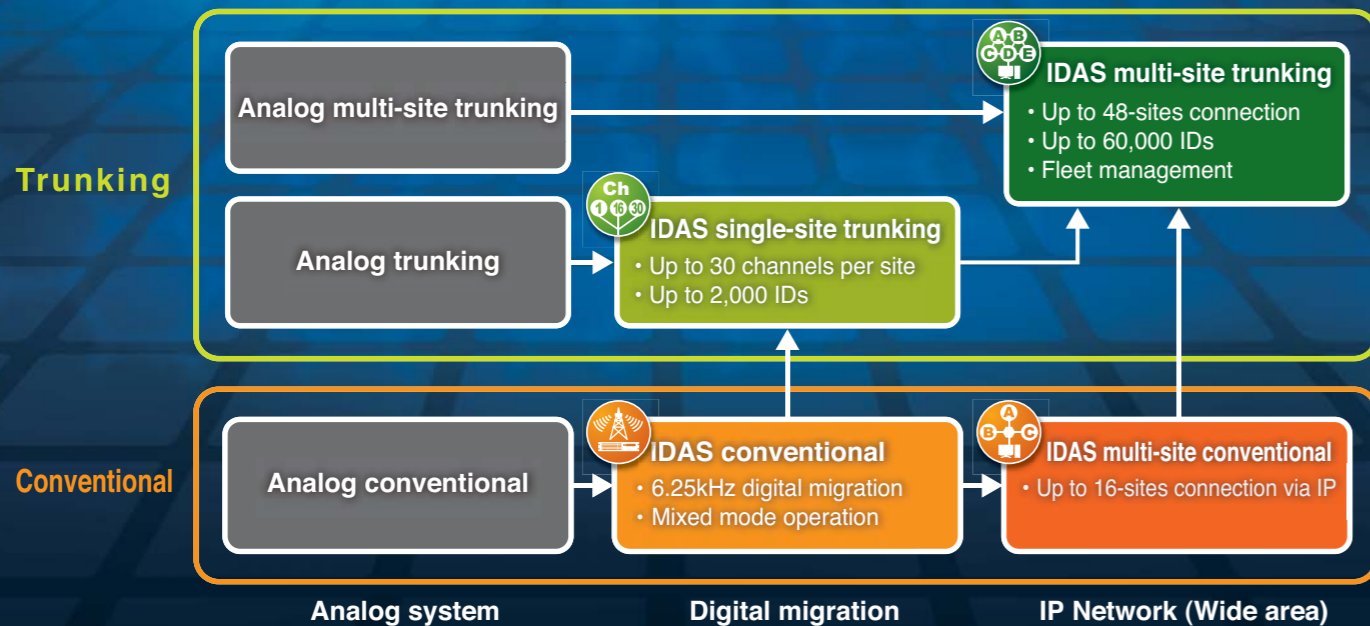 Trunking
Analog multi-site trunking
A B
C D E
IDAS multi-site trunking
• Up to 48-sites connection
• Up to 60,000 IDs
• Fleet management
Analog trunking
Ch
1 16 30
IDAS single-site trunking
• Up to 30 channels per site
• Up to 2,000 IDs
Conventional
Analog conventional
IDAS conventional
• 6.25kHz digital migration
• Mixed mode operation
A
B C
IDAS multi-site conventional
• Up to 16-sites connection via IP
Analog system
Digital migration
IP Network (Wide area)